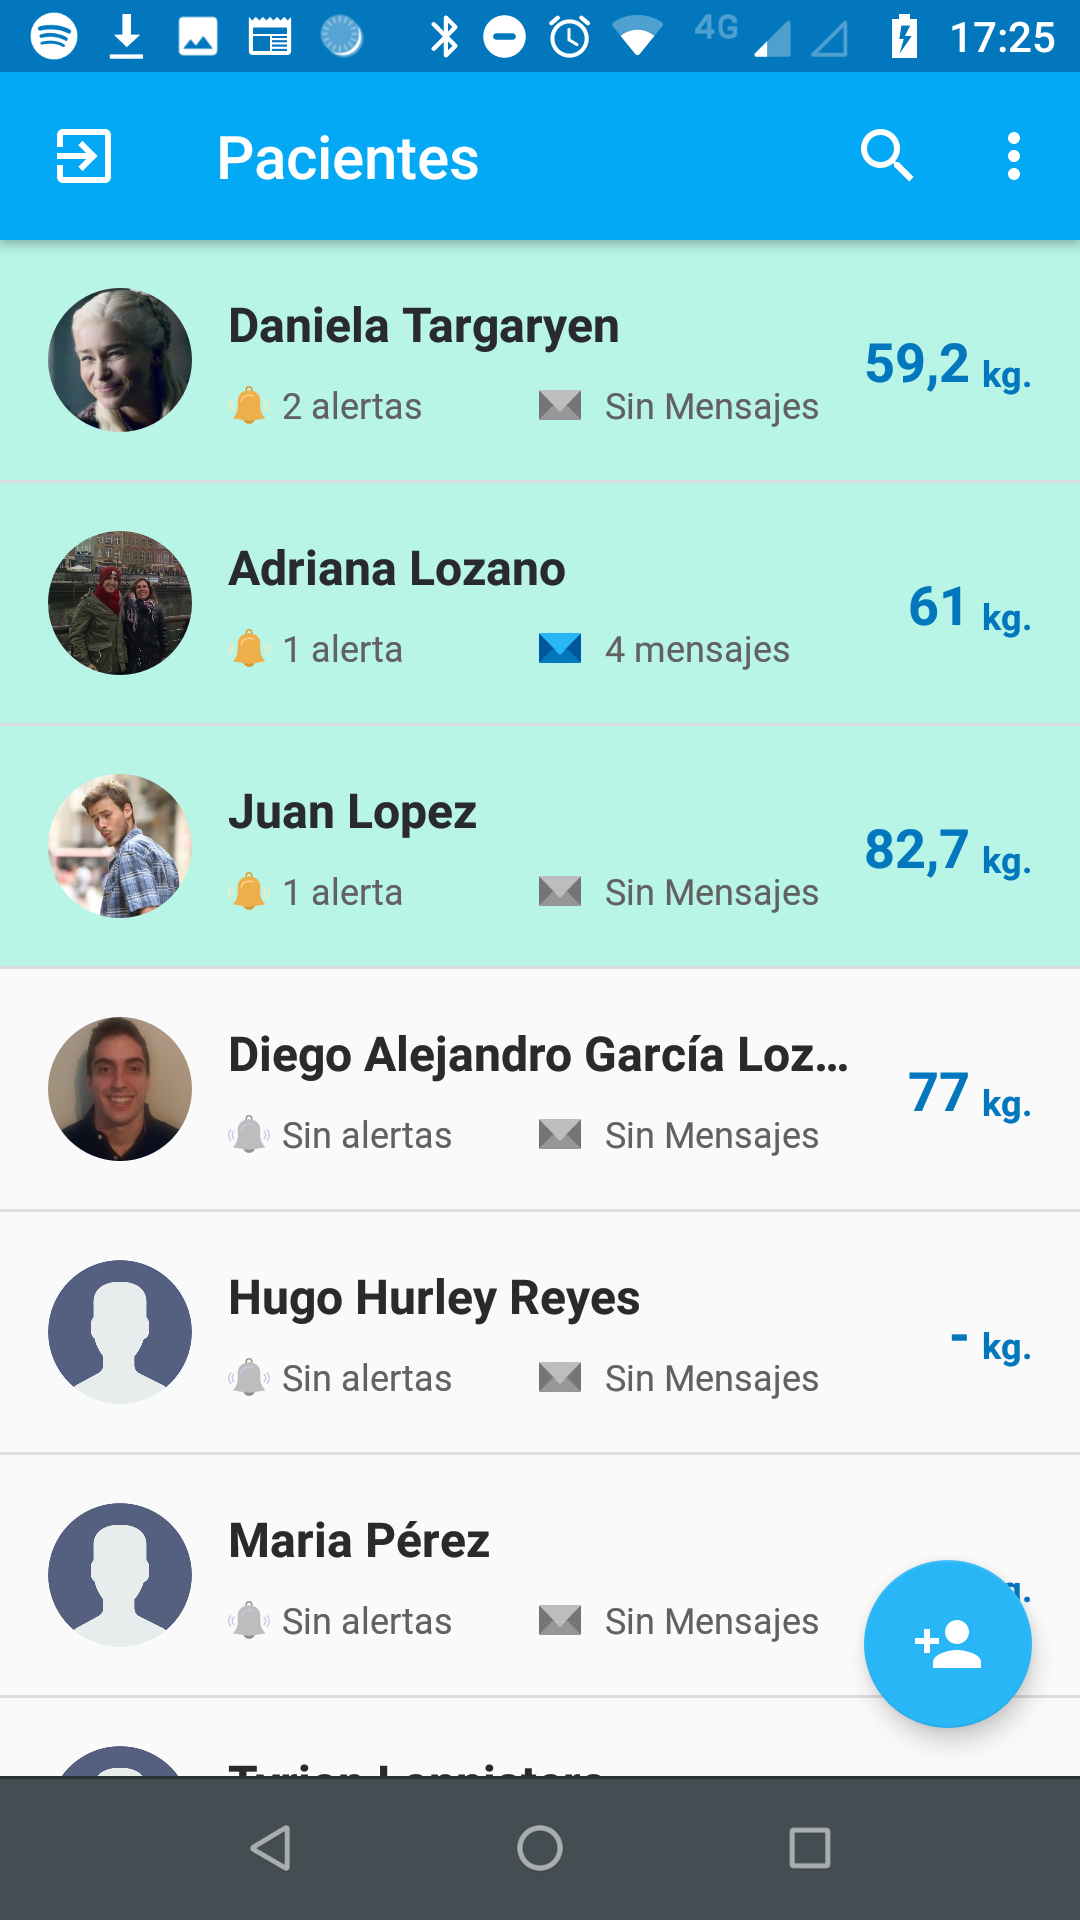 4G 17:25
Pacientes
Daniela Targaryen
2 alertas Sin Mensajes
59,2 kg.
Adriana Lozano
1 alerta 4 mensajes
61 kg.
Juan Lopez
1 alerta Sin Mensajes
82,7 kg.
Diego Alejandro García Loz...
Sin alertas Sin Mensajes
77 kg.
Hugo Hurley Reyes
Sin alertas Sin Mensajes
- kg.
Maria Pérez
Sin alertas Sin Mensajes